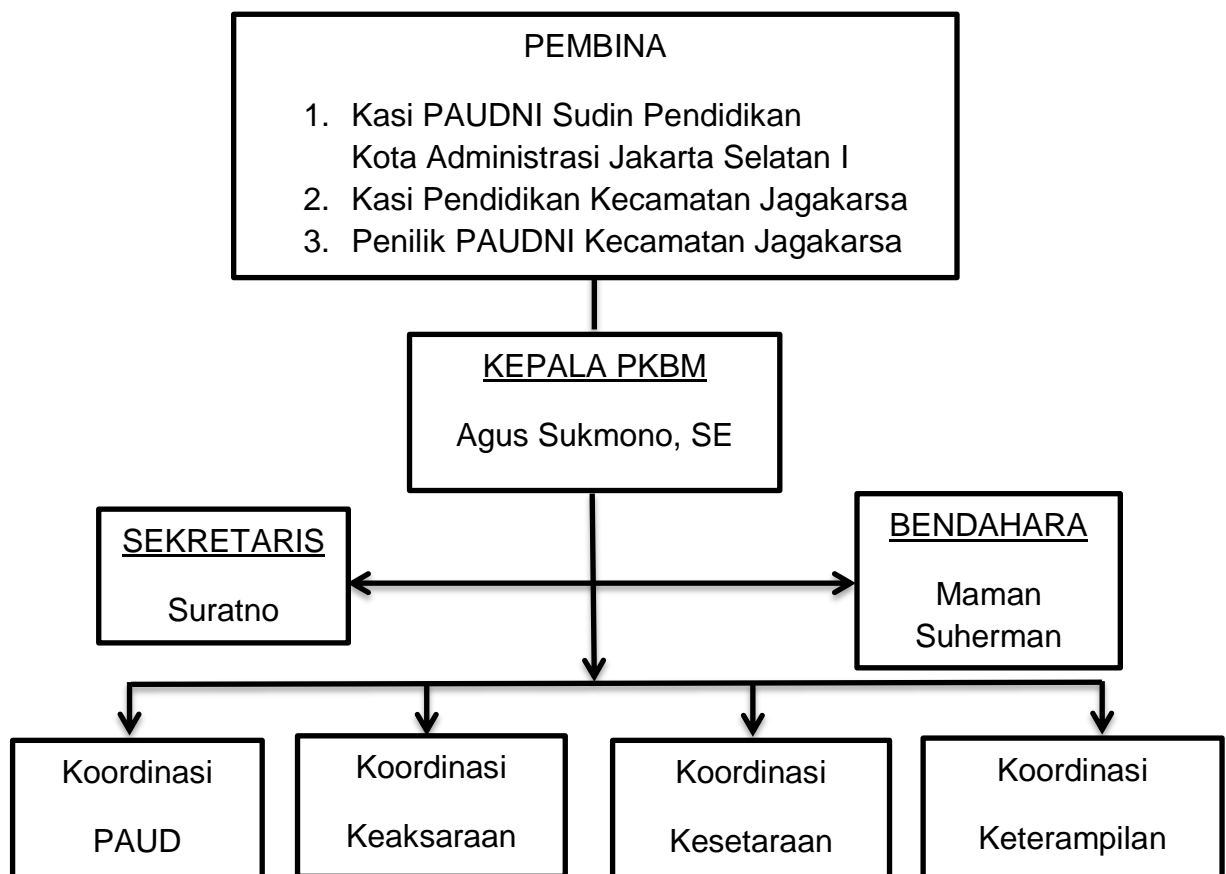 PEMBINA
1. Kasi PAUDNI Sudin Pendidikan
Kota Administrasi Jakarta Selatan I
2. Kasi Pendidikan Kecamatan Jagakarsa
3. Penilik PAUDNI Kecamatan Jagakarsa
KEPALA PKBM
Agus Sukmono, SE
SEKRETARIS
Suratno
BENDAHARA
Maman
Suherman
Koordinasi
PAUD
Koordinasi
Keaksaraan
Koordinasi
Kesetaraan
Koordinasi
Keterampilan